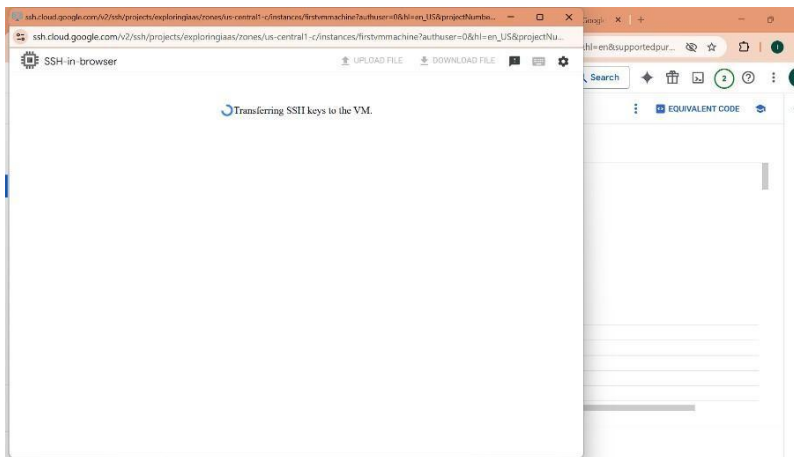 ssh.cloud.google.com/v2/ssh/projects/exploringiaas/zones/us-central1-c/instances/firstvmmachine?authuser=0&hl=en_US&projectNumbe...
ssh.cloud.google.com/v2/ssh/projects/exploringiaas/zones/us-central1-c/instances/firstvmmachine?authuser=0&hl=en_US&projectNu...
hl=en&supportedpur...
SSH-in-browser
UPLOAD FILE
DOWNLOAD FILE
Search
2
EQUIVALENT CODE
Transferring SSH keys to the VM.